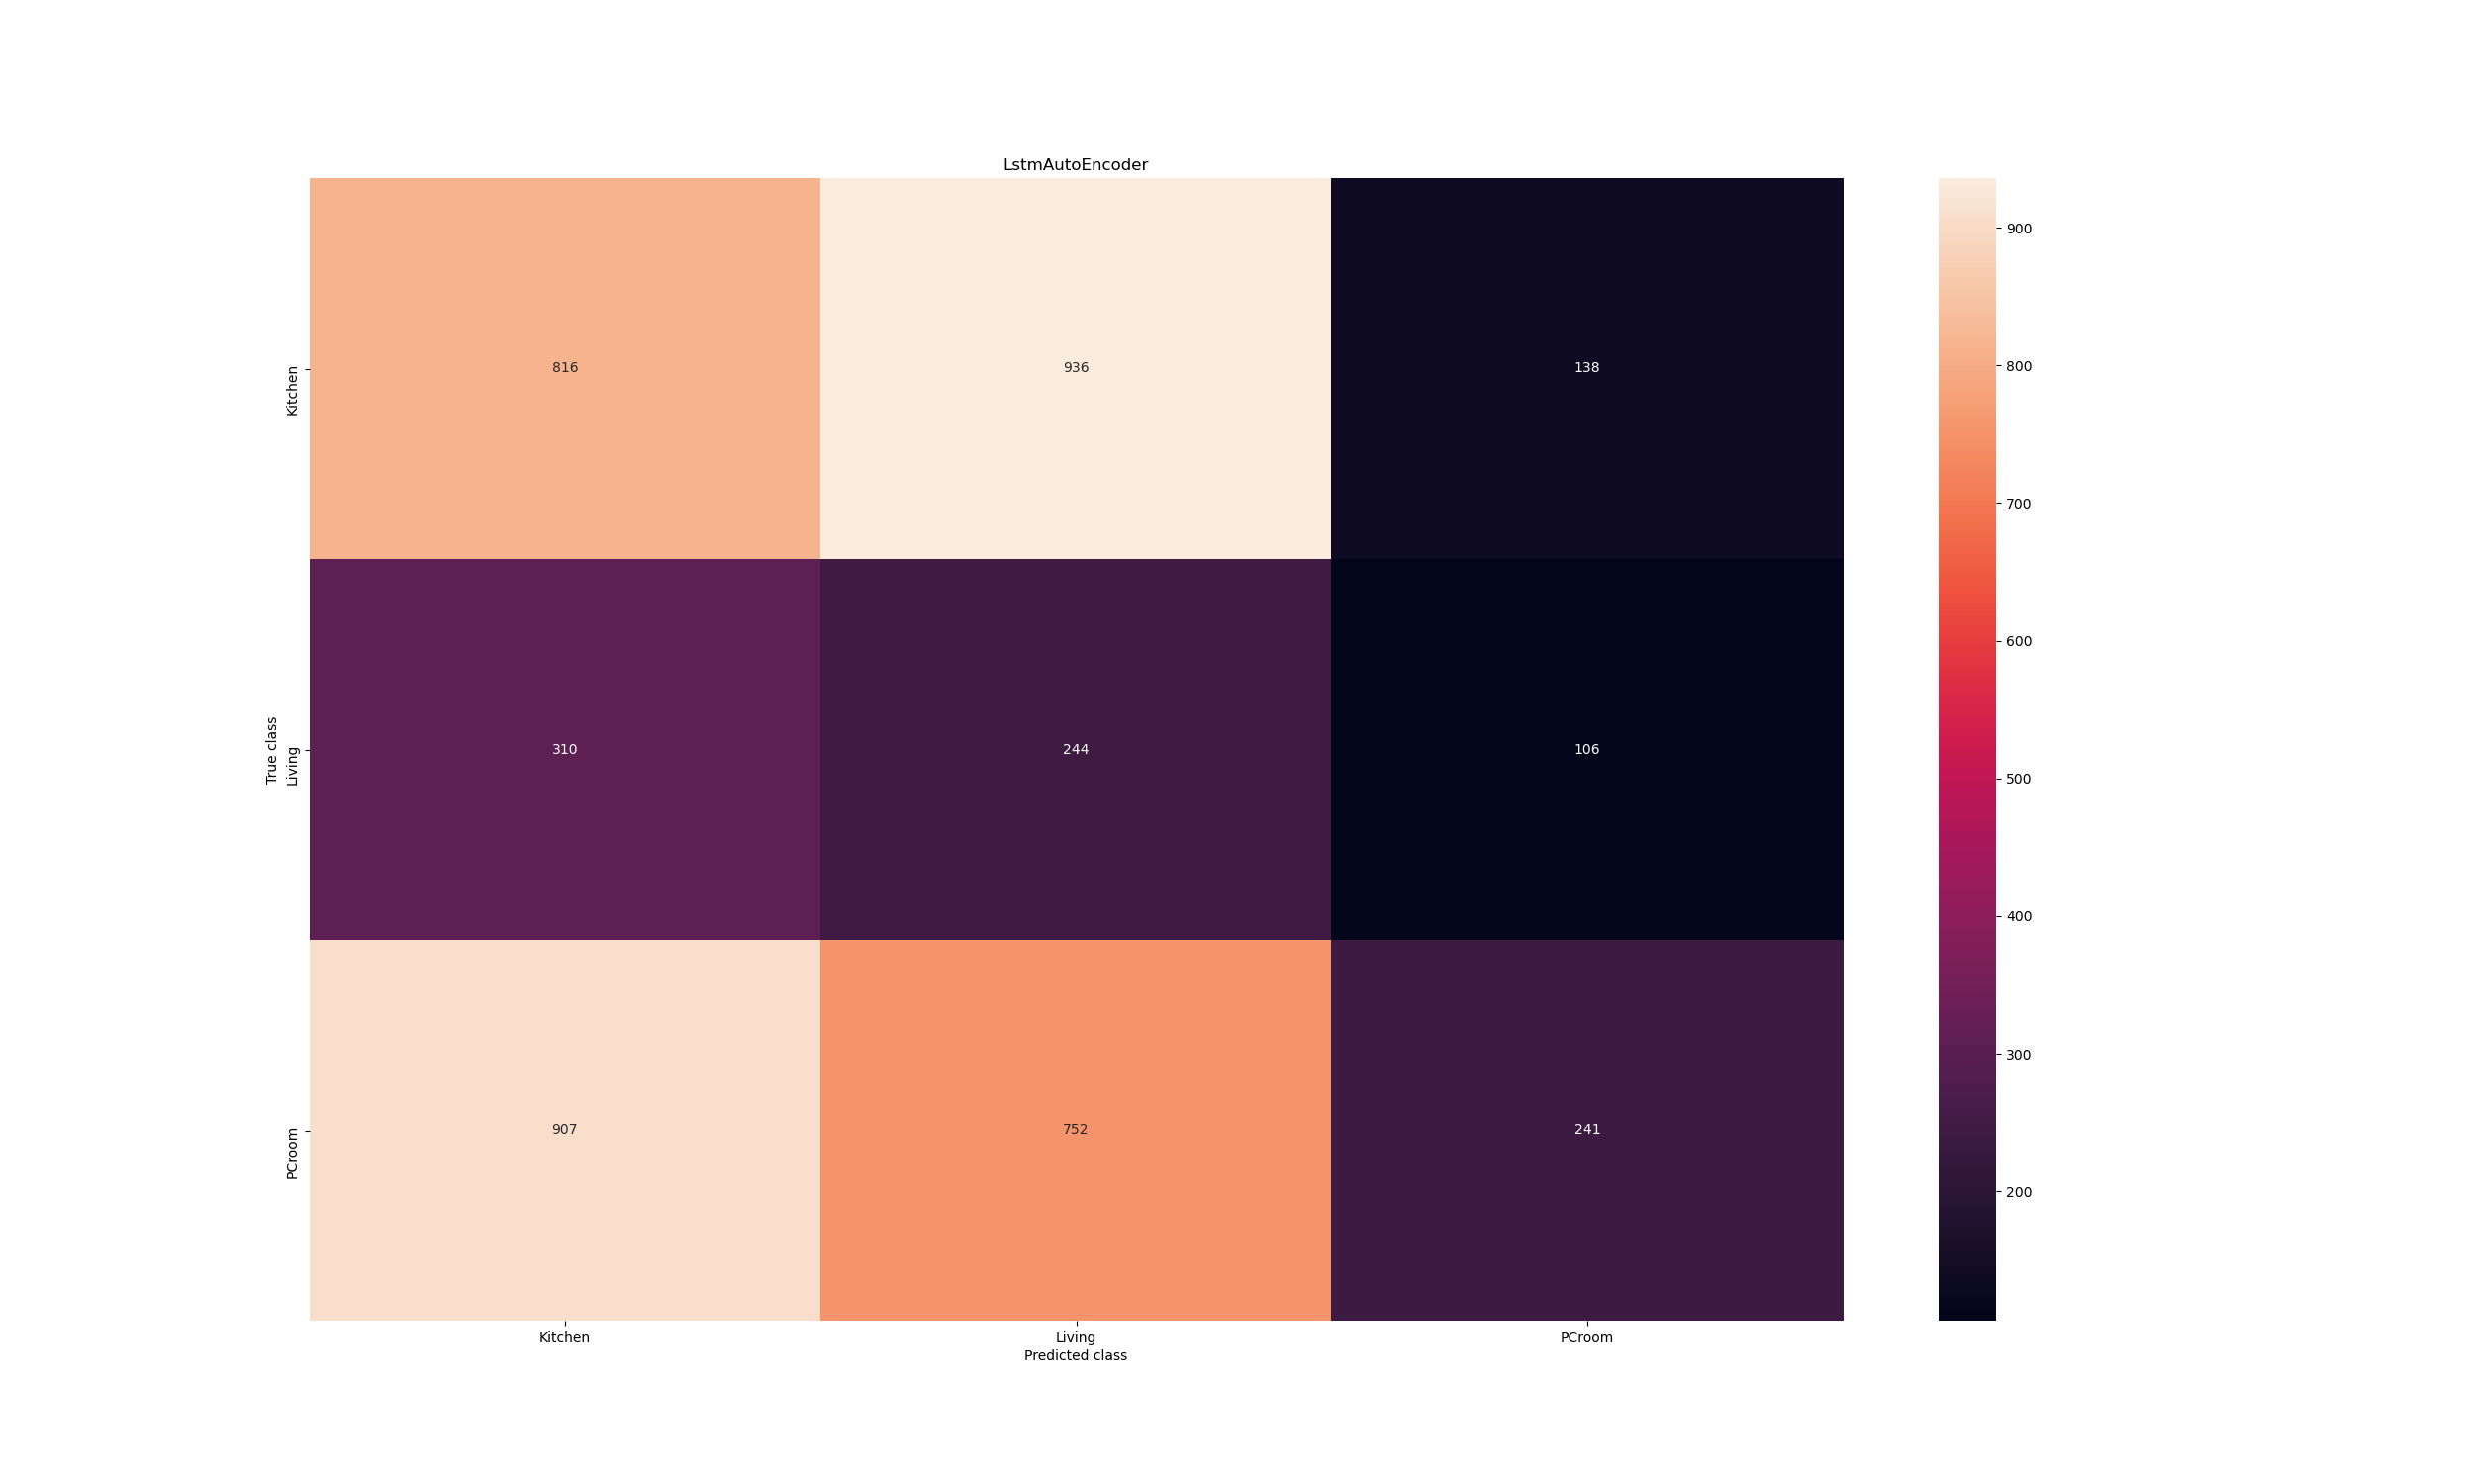 LstmAutoEncoder
900
816
936
138
Kitchen
800
700
600
310
244
106
True class
Living
500
400
300
907
752
241
PCroom
200
Kitchen
Living
PCroom
Predicted class